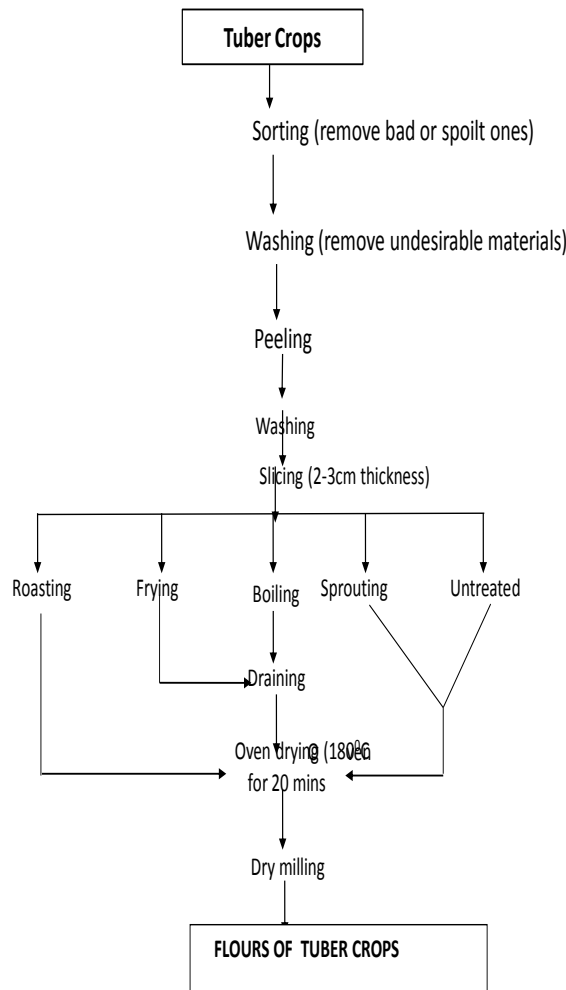 Tuber Crops
Sorting (remove bad or spoilt ones)
Washing (remove undesirable materials)
Peeling
Washing
Slicing (2-3cm thickness)
Roasting Frying Boiling Sprouting Untreated
Draining
Oven drying (180⁰C
for 20 mins
Dry milling
FLOURS OF TUBER CROPS